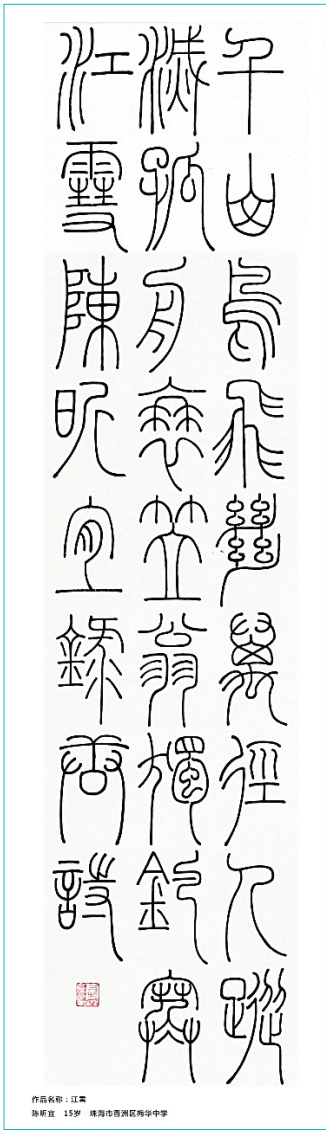 千山鳥飛絕萬徑人蹤
滅孤舟蓑笠翁獨釣寒
江雪陳昕宜錄唐詩
作品名称：江雪
陈昕宜 15岁 珠海市香洲区梅华中学